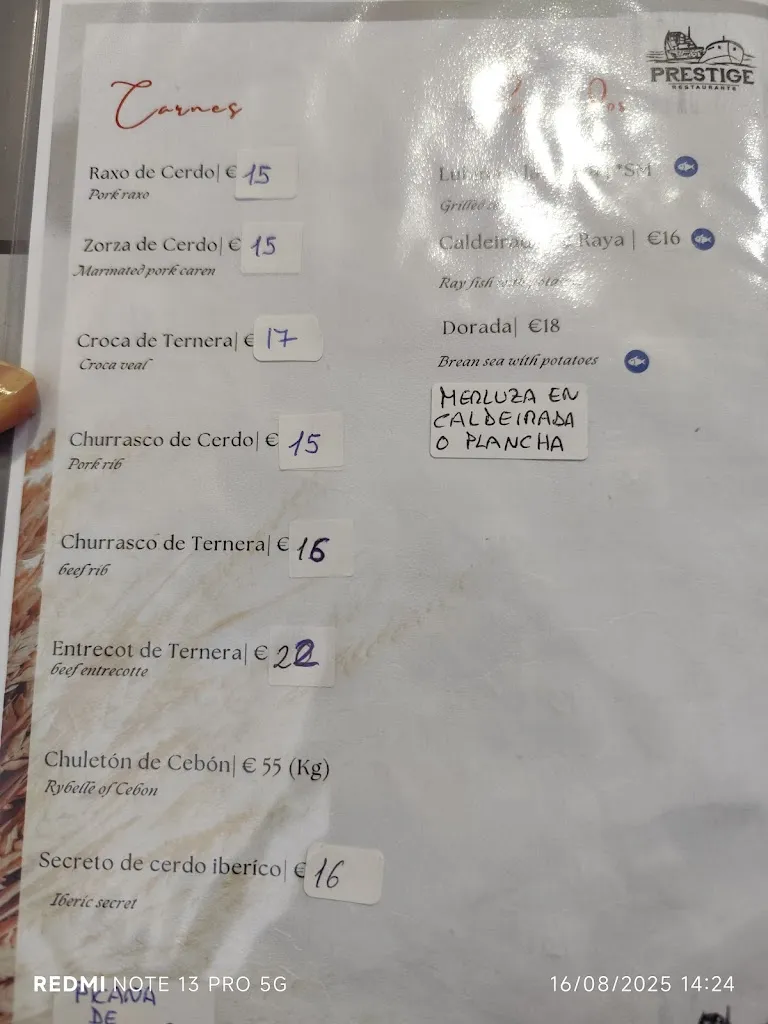 PRESTIGE
RESTAURANTE
Carnes
Raxo de Cerdo| € 15
Pork raxo
Zorza de Cerdo| € 15
Marinated pork caren
Croca de Ternera| € 17
Croca veal
Churrasco de Cerdo| € 15
Pork rib
Churrasco de Ternera| € 16
beef rib
Entrecot de Ternera| € 22
beef entrecotte
Chuletón de Cebón| € 55 (Kg)
Rybelle of Cebon
Secreto de cerdo iberíco| € 16
Iberic secret
PICANA
DE
*SM
Grilled
Raya | €16
Ray fish
Dorada| €18
Brean sea with potatoes
MERLUZA EN
CALDEIRADA
O PLANCHA
REDMI NOTE 13 PRO 5G
16/08/2025 14:24